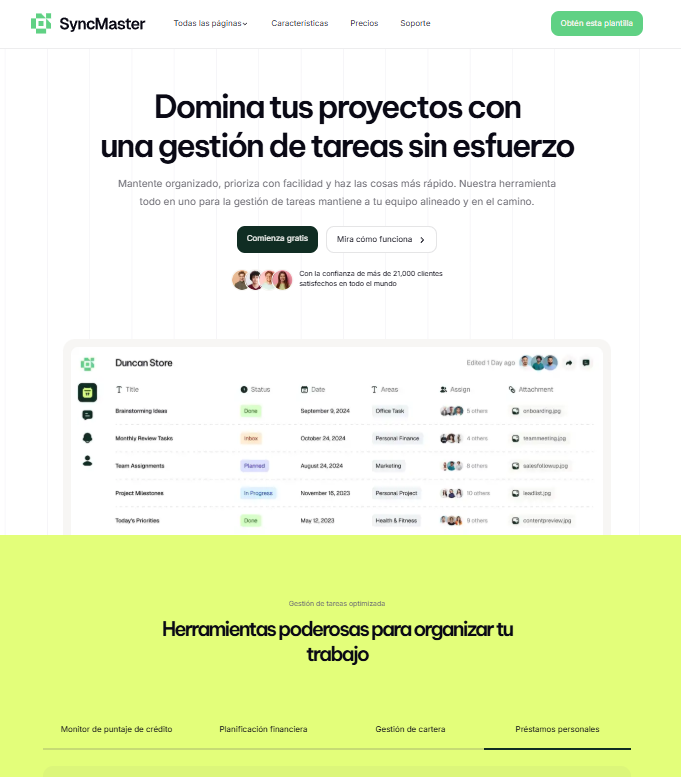 SyncMaster
Todas las páginas Características Precios Soporte
Obtén esta plantilla
Domina tus proyectos con
una gestión de tareas sin esfuerzo
Mantente organizado, prioriza con facilidad y haz las cosas más rápido. Nuestra herramienta
todo en uno para la gestión de tareas mantiene a tu equipo alineado y en el camino.
Comienza gratis Mira cómo funciona
Con la confianza de más de 21,000 clientes
satisfechos en todo el mundo
Duncan Store Edited 1 Day ago
Title Status Date Areas Assign Attachment
Brainstorming Ideas Done September 9, 2024 Office Task 5 others onboarding.jpg
Monthly Review Tasks Inbox October 24, 2024 Personal Finance 4 others teammeeting.jpg
Team Assignments Planned August 24, 2024 Marketing 8 others salesfollowup.jpg
Project Milestones In Progress November 16, 2023 Personal Project 10 others leadlist.jpg
Today's Priorities Done May 12, 2023 Health & Fitness 9 others contentpreview.jpg
Gestión de tareas optimizada
Herramientas poderosas para organizar tu
trabajo
Monitor de puntaje de crédito Planificación financiera Gestión de cartera Préstamos personales